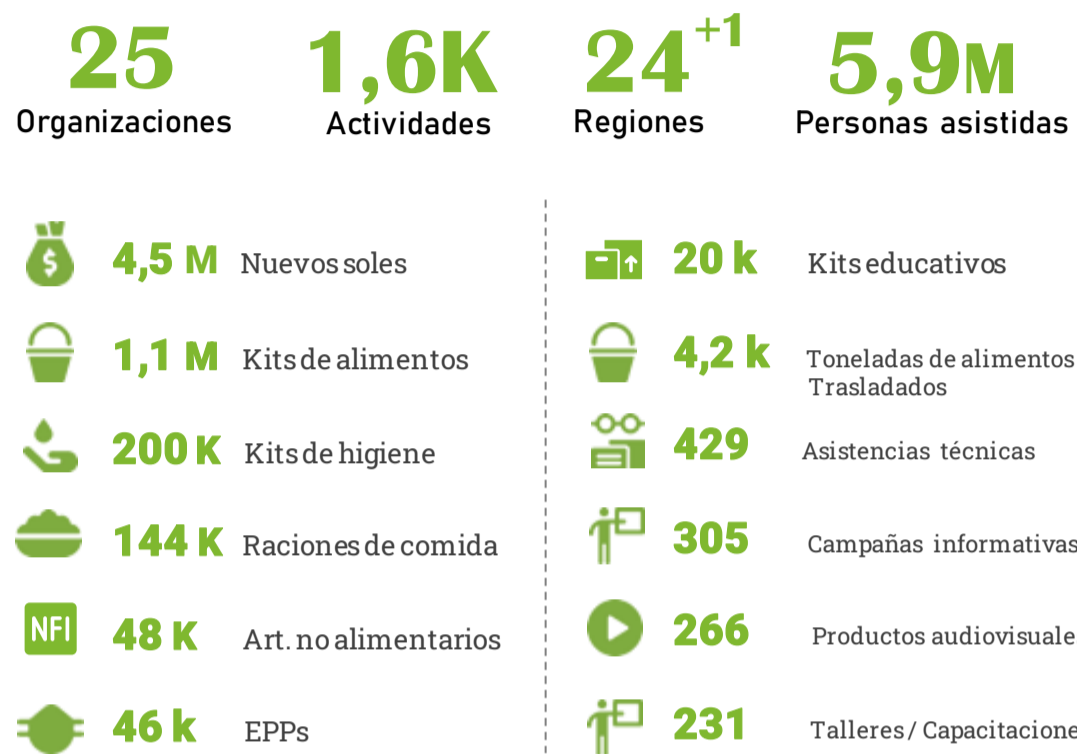 25
Organizaciones
1,6K
Actividades
24+1
Regiones
5,9M
Personas asistidas
$
4,5 M Nuevos soles
1,1 M Kits de alimentos
200 K Kits de higiene
144 K Raciones de comida
NFI
48 K Art. no alimentarios
46 k EPPs
20 k Kits educativos
4,2 k Toneladas de alimentos
Trasladados
429 Asistencias técnicas
305 Campañas informativas
266 Productos audiovisuale
231 Talleres / Capacitacione